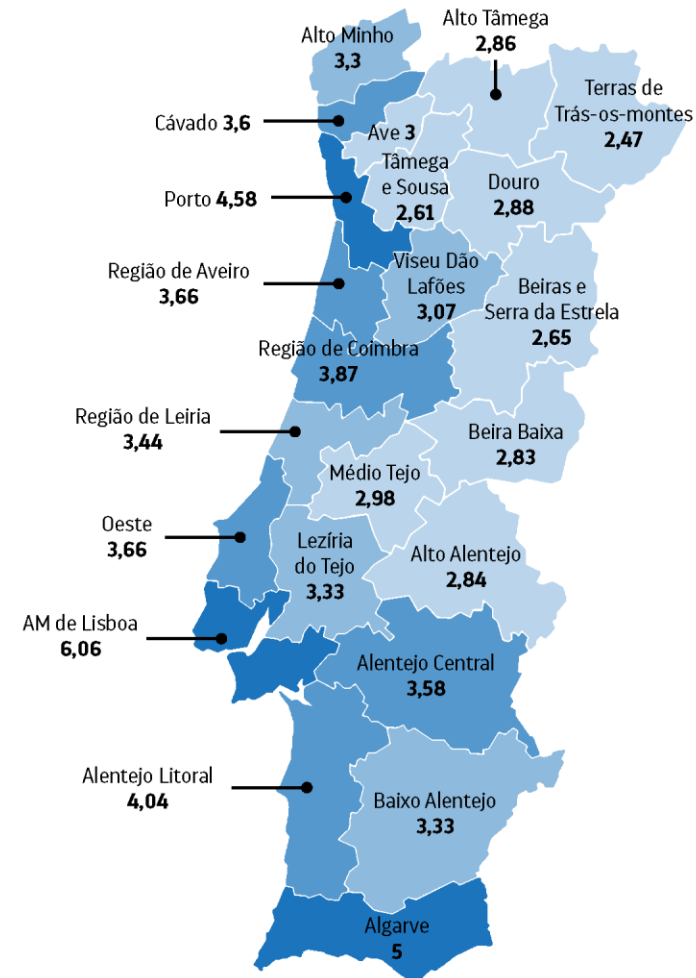 Alto Minho
3,3
Alto Tâmega
2,86
Terras de
Trás-os-montes
2,47
Cávado 3,6
Ave 3
Tâmega
e Sousa
2,61
Douro
2,88
Porto 4,58
Região de Aveiro
3,66
Viseu Dão
Lafões
3,07
Beiras e
Serra da Estrela
2,65
Região de Coimbra
3,87
Região de Leiria
3,44
Beira Baixa
2,83
Médio Tejo
2,98
Oeste
3,66
Lezíria
do Tejo
3,33
Alto Alentejo
2,84
AM de Lisboa
6,06
Alentejo Central
3,58
Alentejo Litoral
4,04
Baixo Alentejo
3,33
Algarve
5